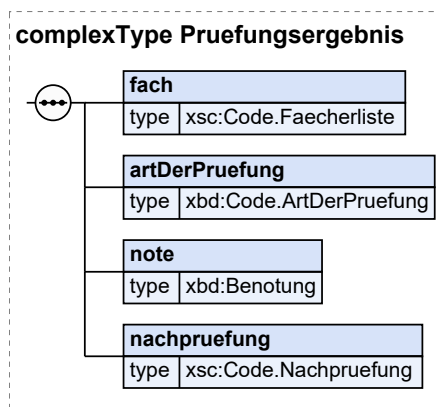 complexType Pruefungsergebnis
fach
type xsc:Code.Faecherliste
artDerPruefung
type xbd:Code.ArtDerPruefung
note
type xbd:Benotung
nachpruefung
type xsc:Code.Nachpruefung